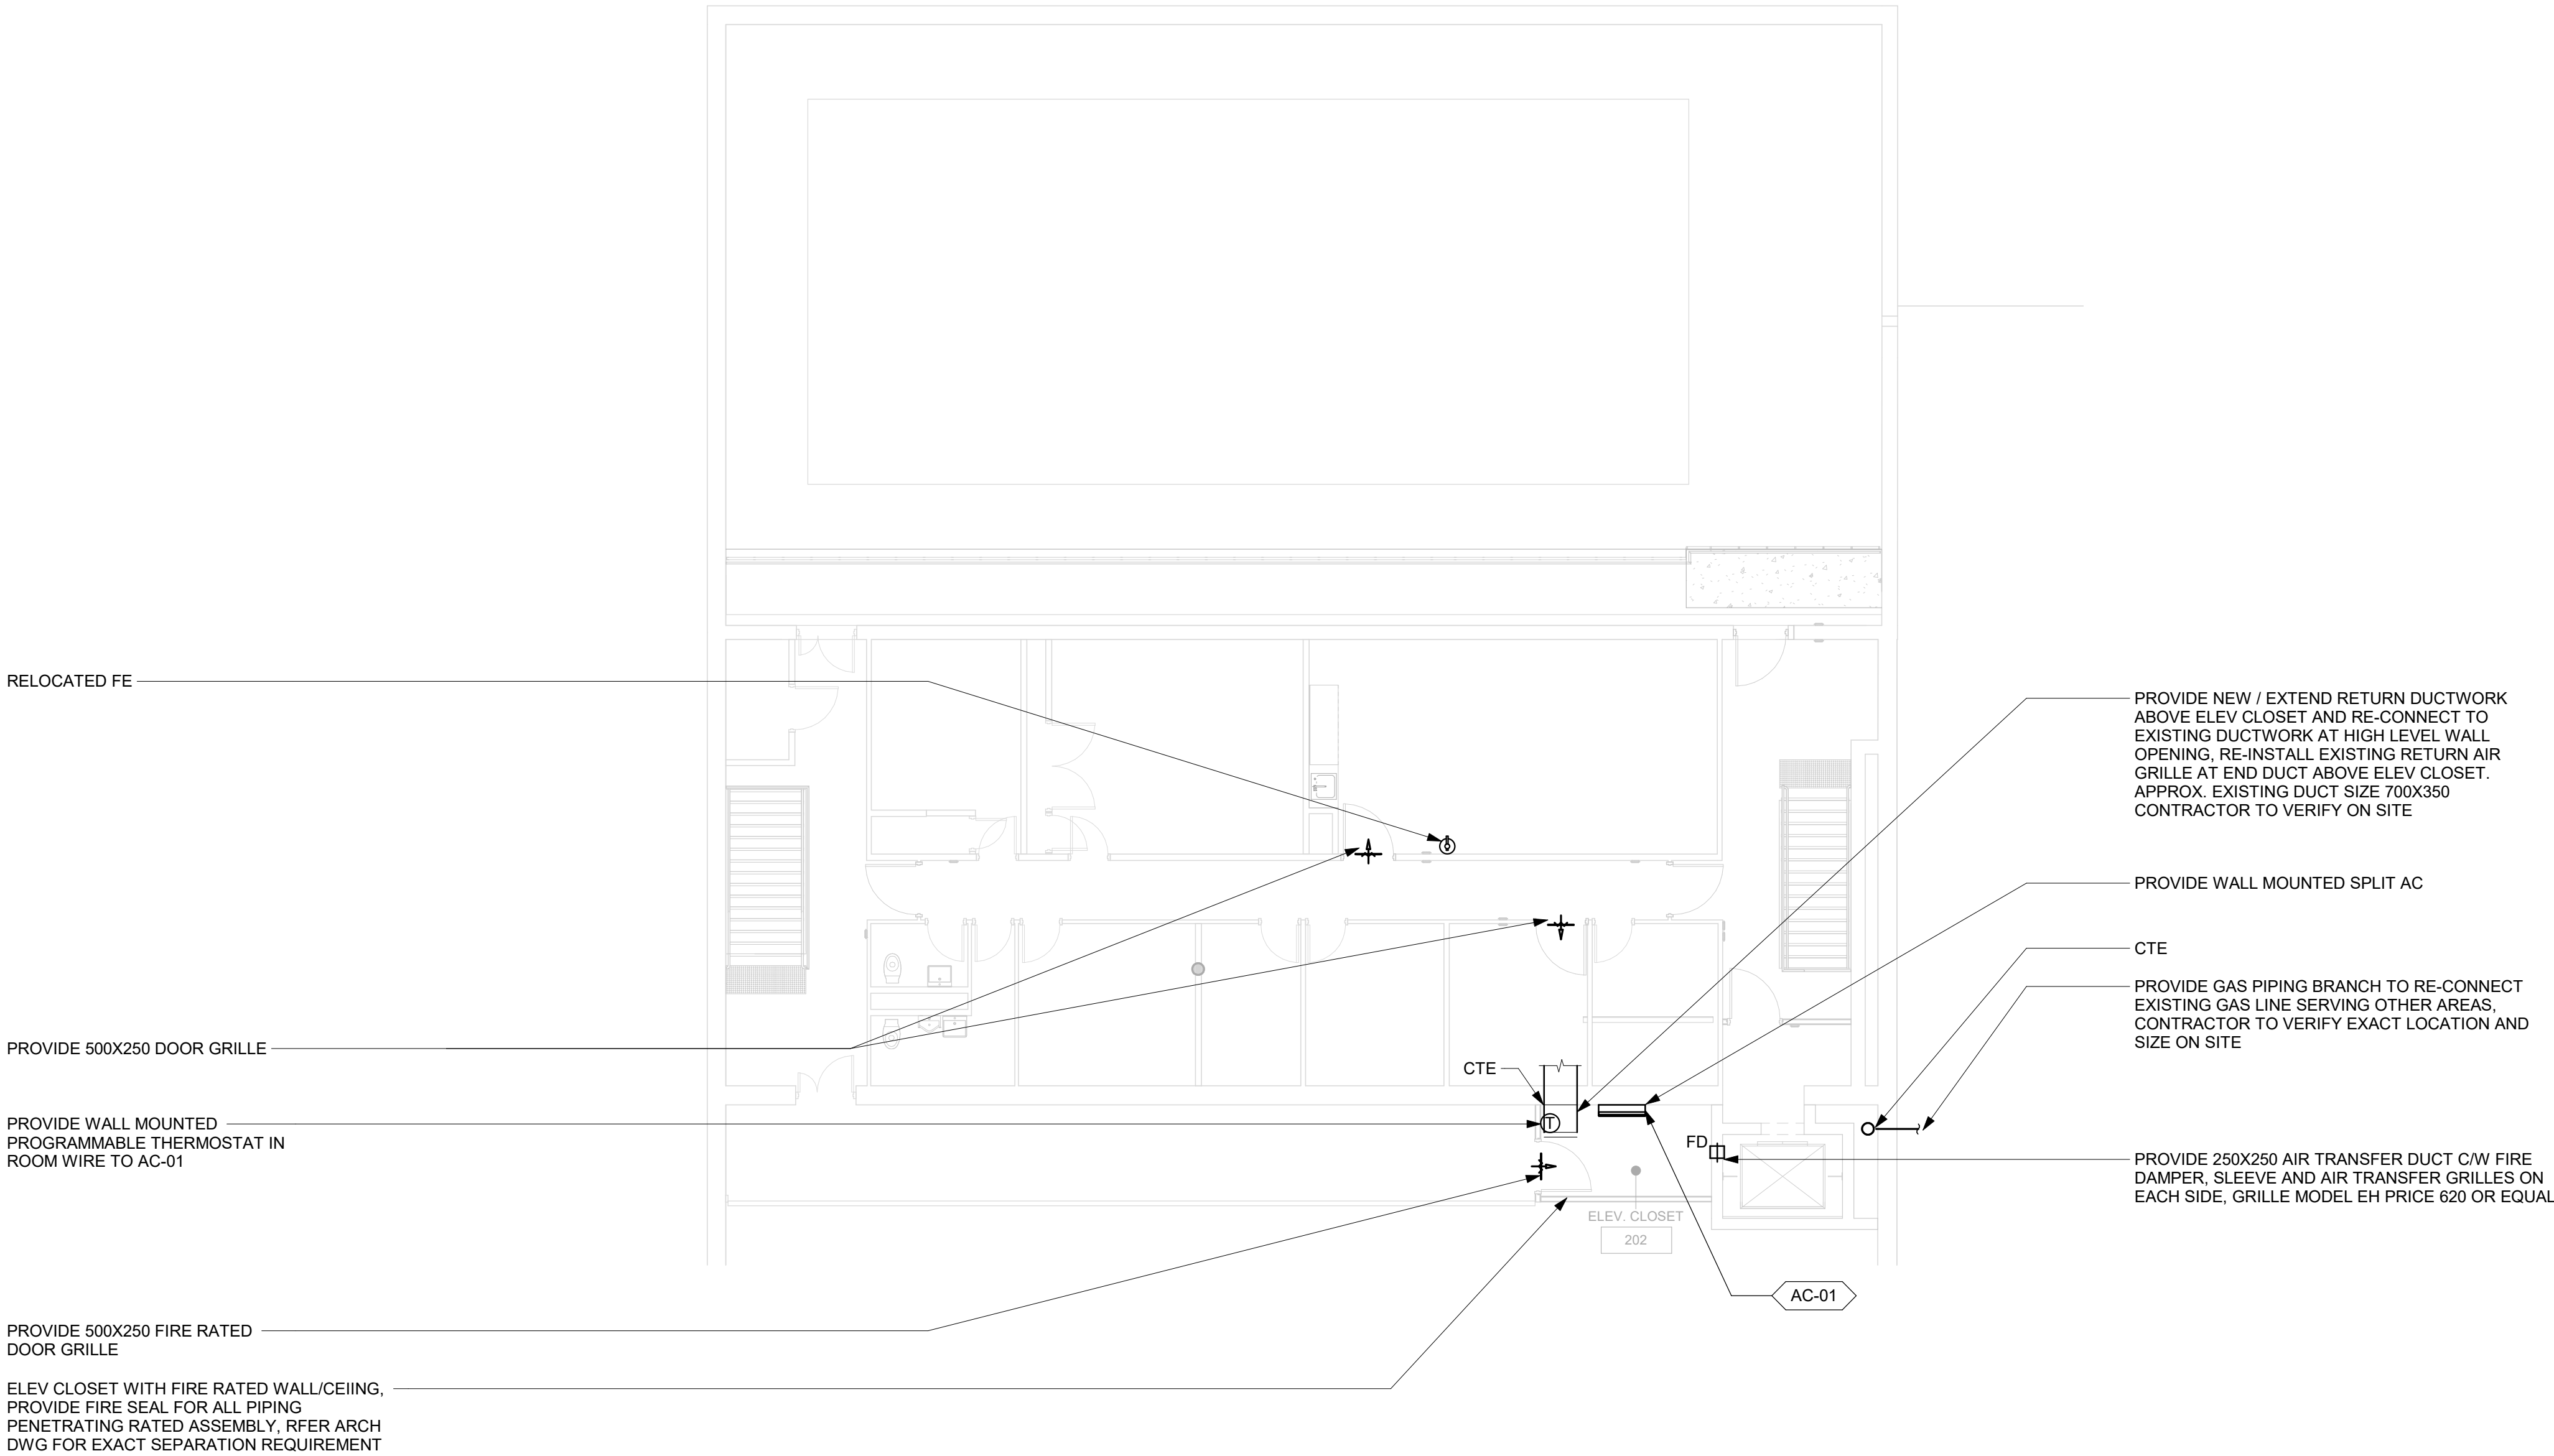 RELOCATED FE
PROVIDE 500X250 DOOR GRILLE
PROVIDE WALL MOUNTED
PROGRAMMABLE THERMOSTAT IN
ROOM WIRE TO AC-01
PROVIDE 500X250 FIRE RATED
DOOR GRILLE
ELEV CLOSET WITH FIRE RATED WALL/CEIING,
PROVIDE FIRE SEAL FOR ALL PIPING
PENETRATING RATED ASSEMBLY, RFER ARCH
DWG FOR EXACT SEPARATION REQUIREMENT
CTE
T
FD
ELEV. CLOSET
202
AC-01
PROVIDE NEW / EXTEND RETURN DUCTWORK
ABOVE ELEV CLOSET AND RE-CONNECT TO
EXISTING DUCTWORK AT HIGH LEVEL WALL
OPENING, RE-INSTALL EXISTING RETURN AIR
GRILLE AT END DUCT ABOVE ELEV CLOSET.
APPROX. EXISTING DUCT SIZE 700X350
CONTRACTOR TO VERIFY ON SITE
PROVIDE WALL MOUNTED SPLIT AC
CTE
PROVIDE GAS PIPING BRANCH TO RE-CONNECT
EXISTING GAS LINE SERVING OTHER AREAS,
CONTRACTOR TO VERIFY EXACT LOCATION AND
SIZE ON SITE
PROVIDE 250X250 AIR TRANSFER DUCT C/W FIRE
DAMPER, SLEEVE AND AIR TRANSFER GRILLES ON
EACH SIDE, GRILLE MODEL EH PRICE 620 OR EQUAL